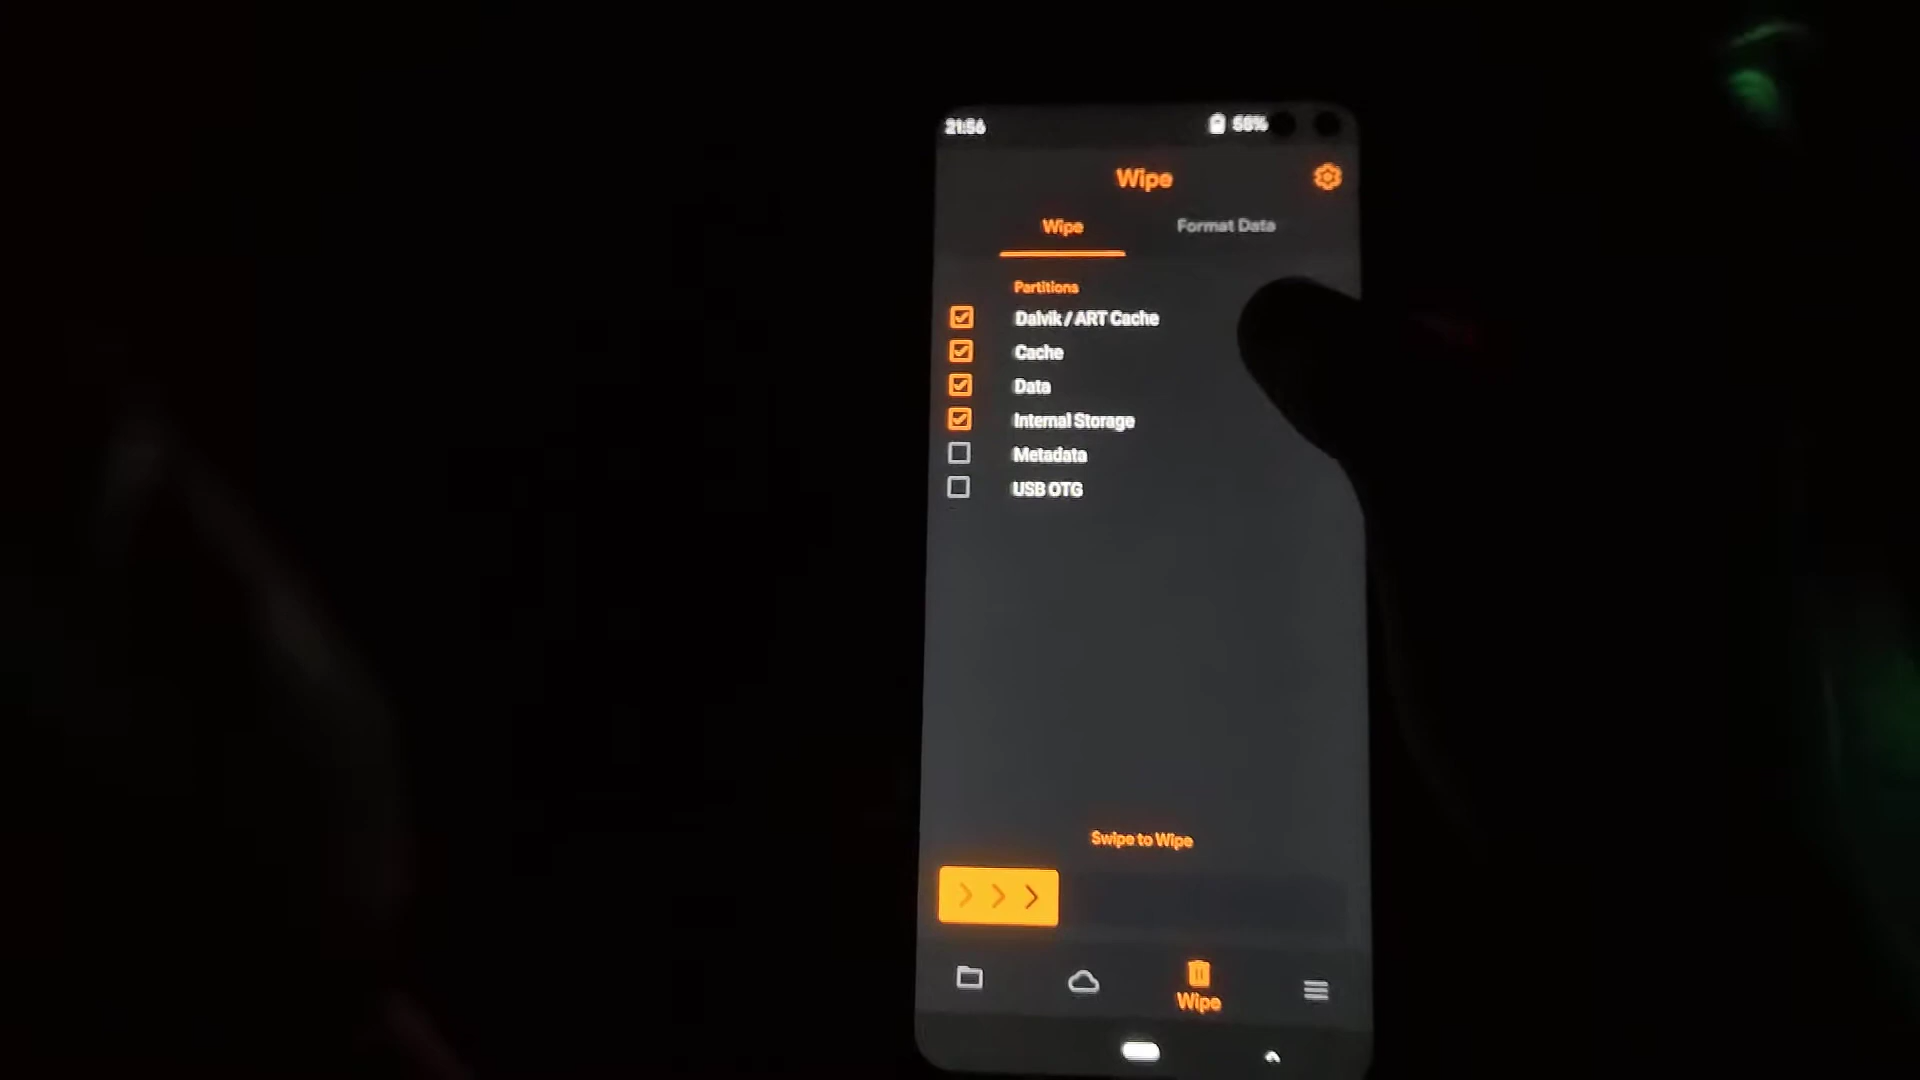 21:56 56%
Wipe
Wipe Format Data
Partitions
Dalvik / ART Cache
Cache
Data
Internal Storage
Metadata
USB OTG
Swipe to Wipe
Wipe